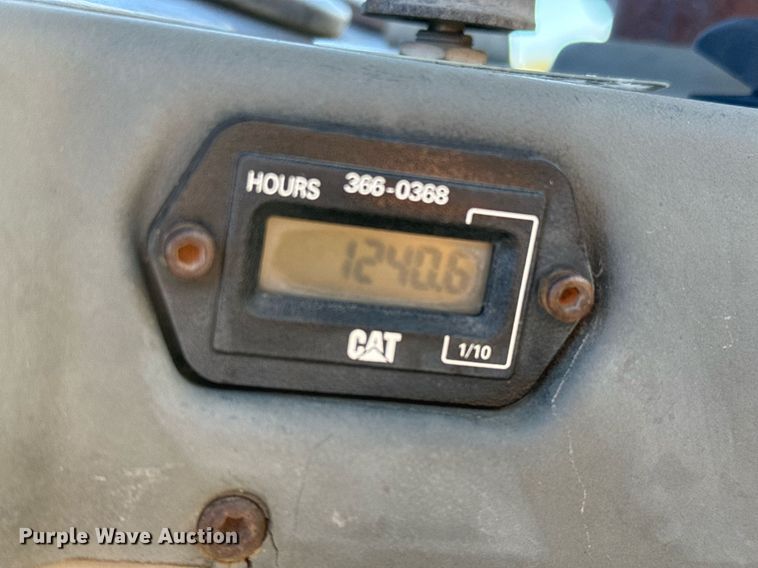 HOURS 366-0368
1240.6
CAT
1/10
Purple Wave Auction